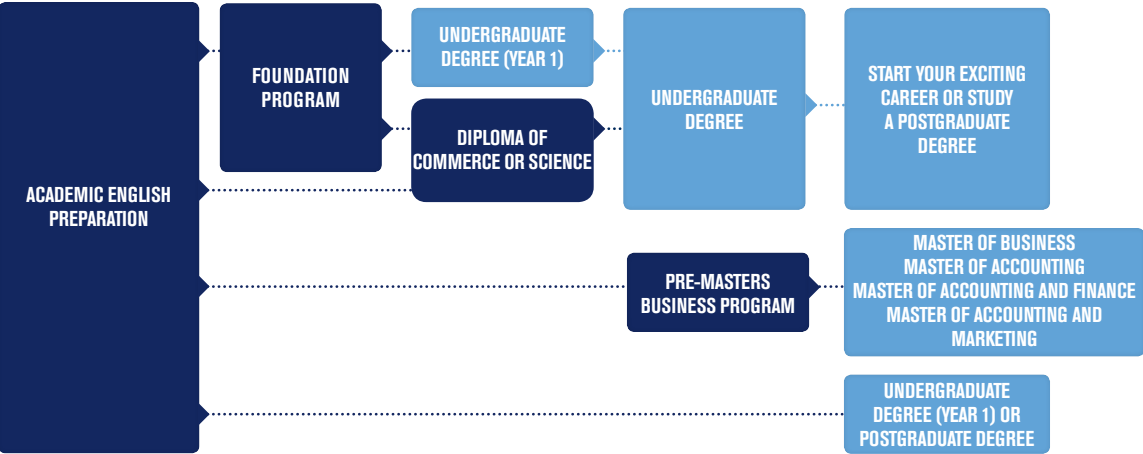 ACADEMIC ENGLISH
PREPARATION
FOUNDATION
PROGRAM
UNDERGRADUATE
DEGREE (YEAR 1)
DIPLOMA OF
COMMERCE OR SCIENCE
UNDERGRADUATE
DEGREE
START YOUR EXCITING
CAREER OR STUDY
A POSTGRADUATE
DEGREE
PRE-MASTERS
BUSINESS PROGRAM
MASTER OF BUSINESS
MASTER OF ACCOUNTING
MASTER OF ACCOUNTING AND FINANCE
MASTER OF ACCOUNTING AND
MARKETING
UNDERGRADUATE
DEGREE (YEAR 1) OR
POSTGRADUATE DEGREE